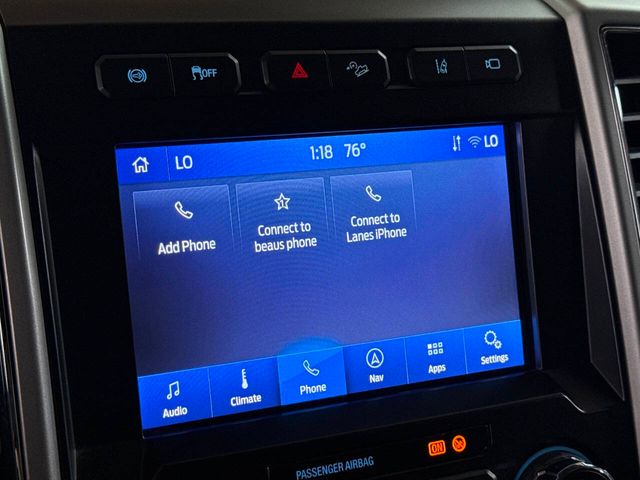 OFF
LO 1:18 76° LO
Add Phone
Connect to
beaus phone
Connect to
Lanes iPhone
Audio
Climate
Phone
Nav
Apps
Settings
PASSENGER AIRBAG
ON